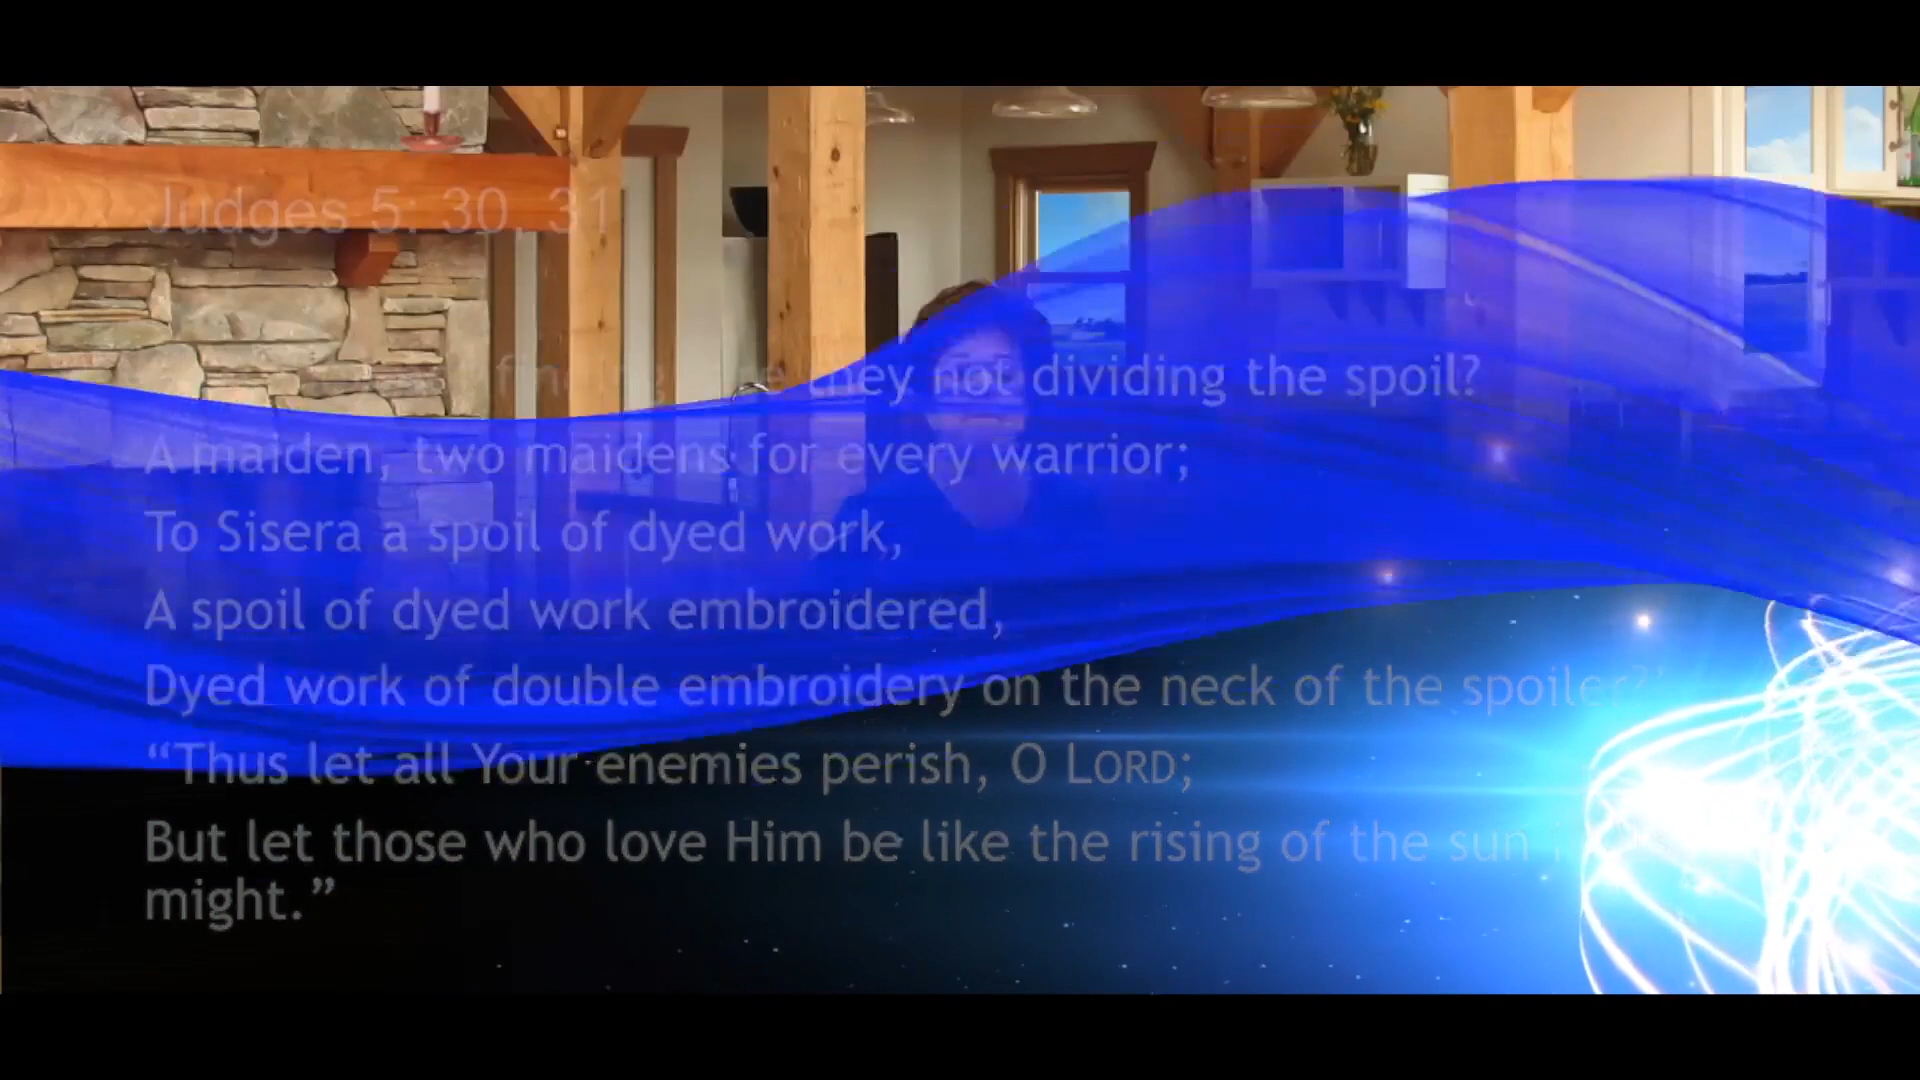 Judges 5: 30, 31
they not dividing the spoil?
A maiden, two maidens for every warrior;
To Sisera a spoil of dyed work,
A spoil of dyed work embroidered,
Dyed work of double embroidery on the neck of the spoiler?’
“Thus let all Your enemies perish, O LORD;
But let those who love Him be like the rising of the sun
might.”